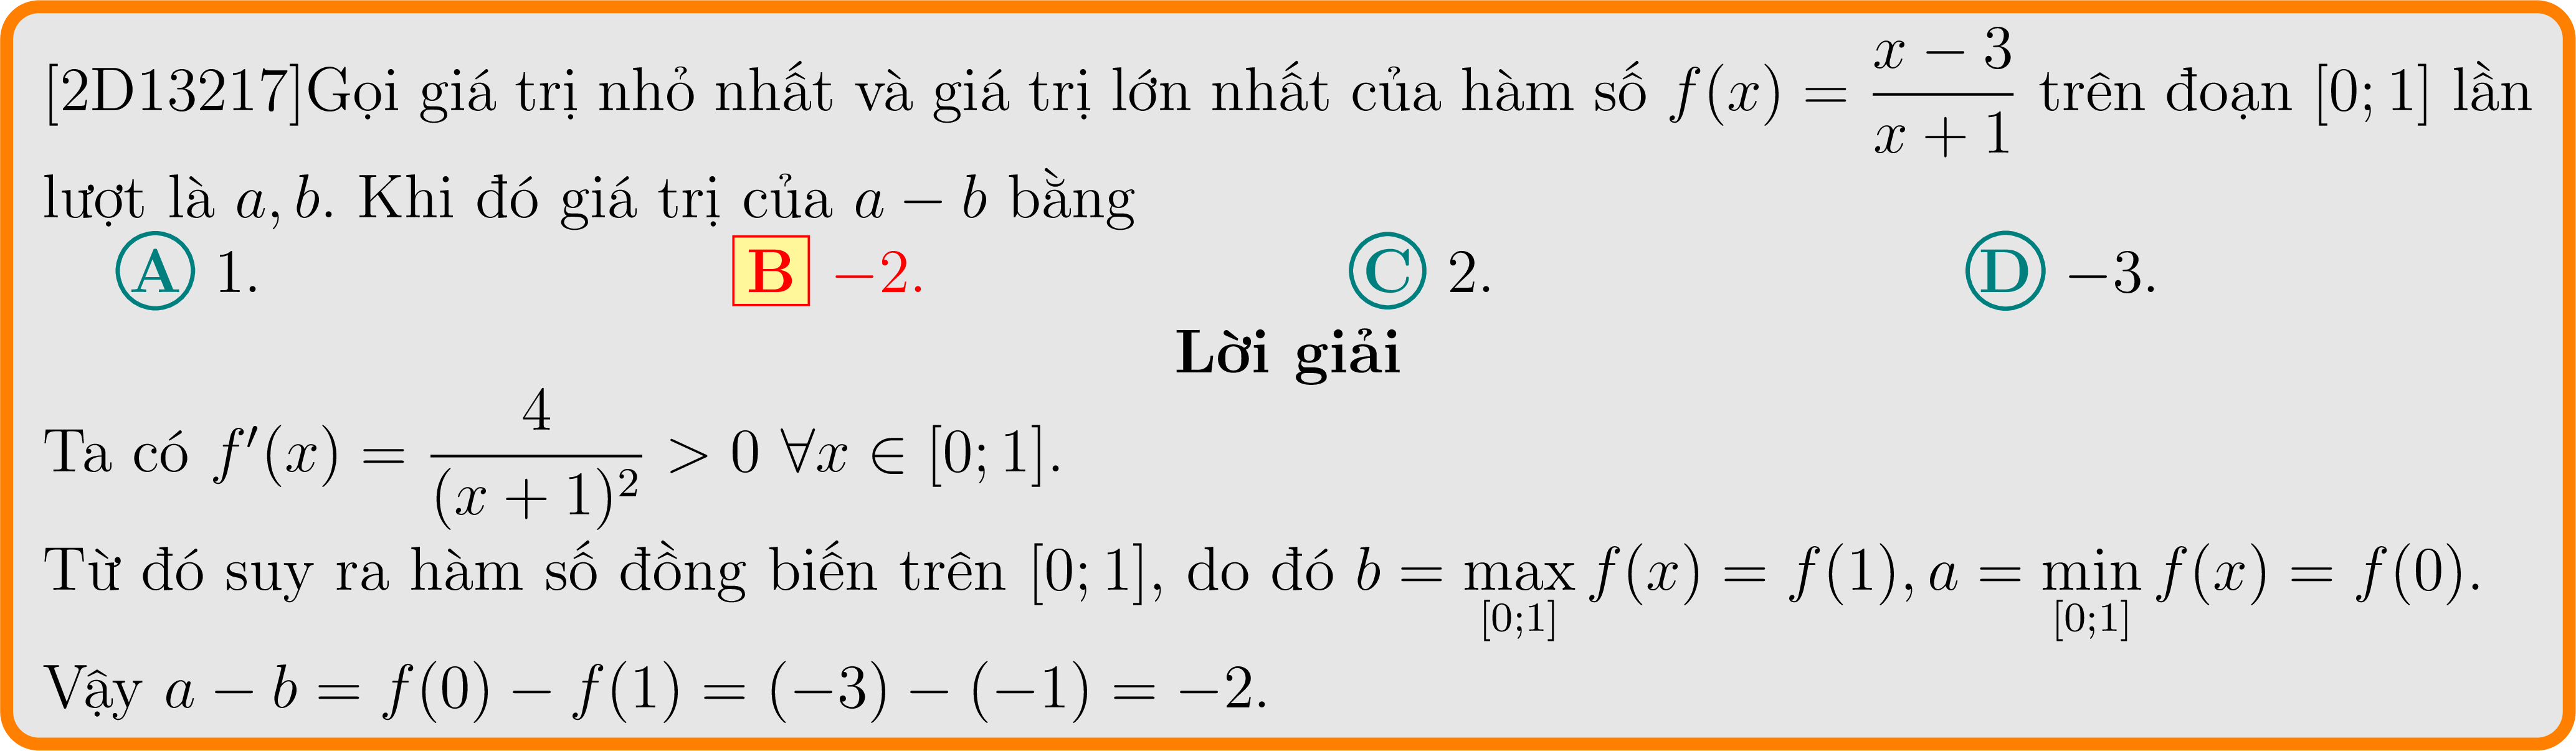 [2D13217]Gọi giá trị nhỏ nhất và giá trị lớn nhất của hàm số f(x) = \frac{x − 3}{x + 1} trên đoạn [0; 1] lần
lượt là a, b. Khi đó giá trị của a − b bằng
A 1. B −2. C 2. D −3.
Lời giải
Ta có f′(x) = \frac{4}{(x + 1)^2} > 0 ∀x ∈ [0; 1].
Từ đó suy ra hàm số đồng biến trên [0; 1], do đó b = \max_{[0;1]} f(x) = f(1), a = \min_{[0;1]} f(x) = f(0).
Vậy a − b = f(0) − f(1) = (−3) − (−1) = −2.